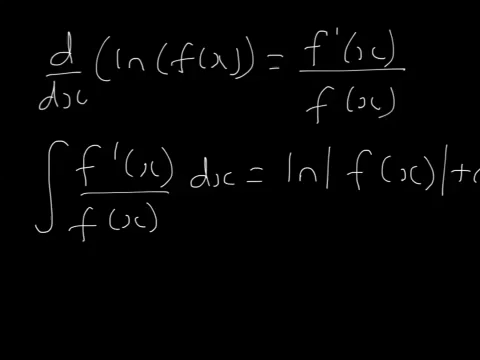 d/dx (ln(f(x)) = f'(x)/f(x)
∫ f'(x)/f(x) dx = ln|f(x)|+c